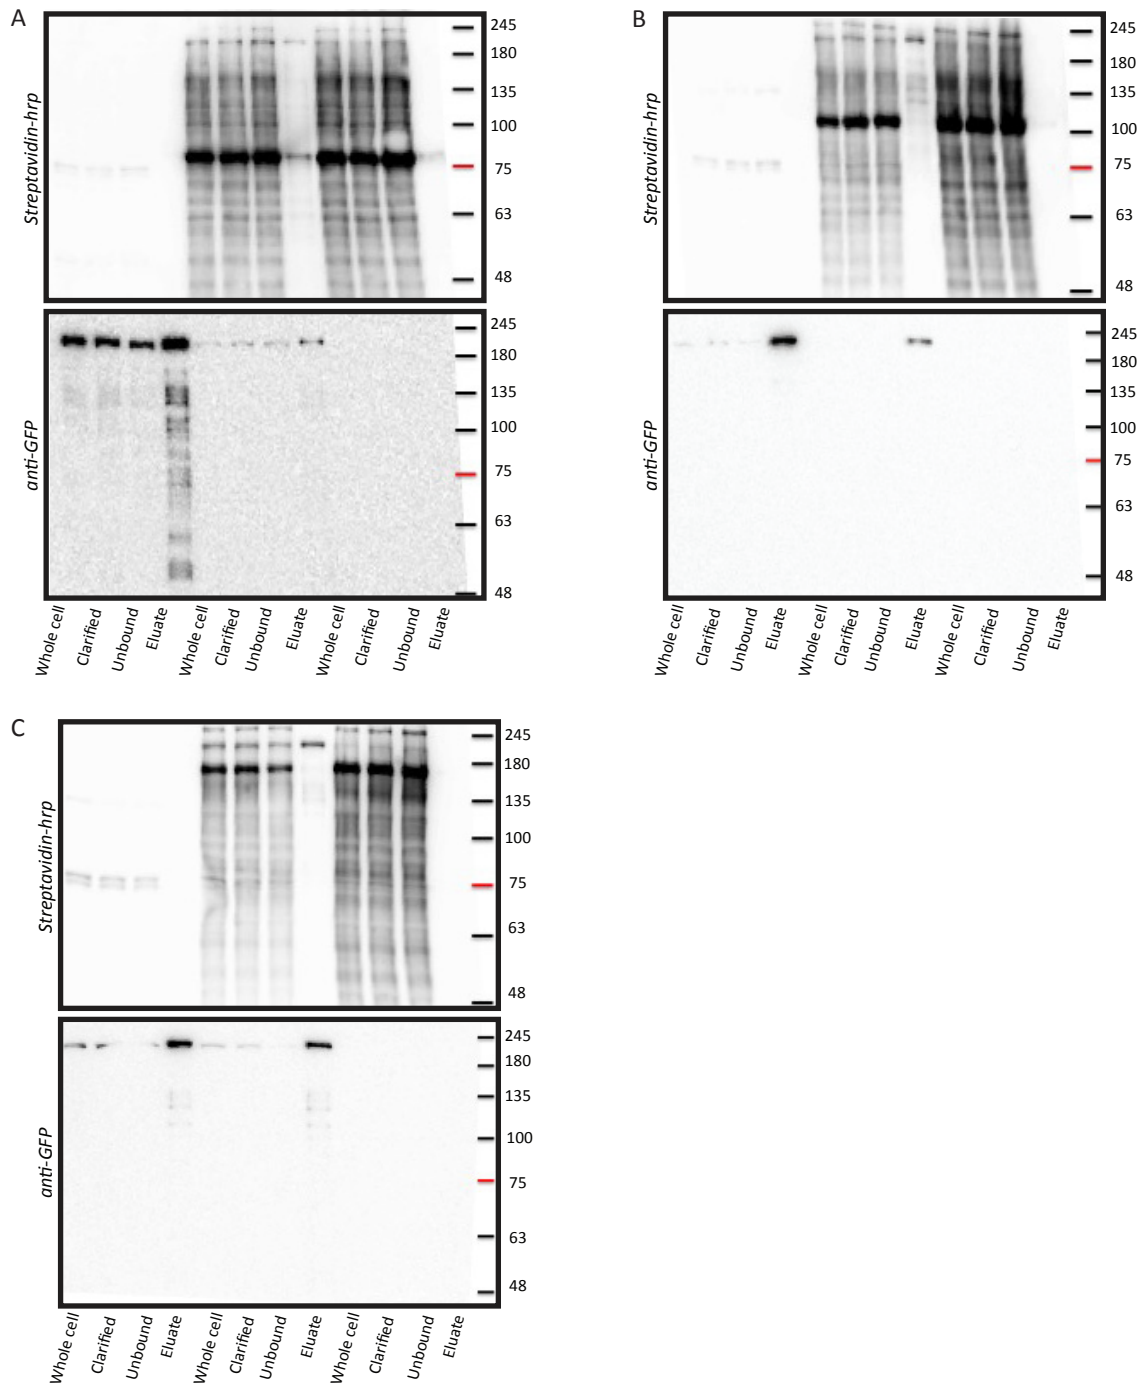 A
Streptavidin-hrp
245
180
135
100
75
63
48
anti-GFP
245
180
135
100
75
63
48
Whole cell
Clarified
Unbound
Eluate
Whole cell
Clarified
Unbound
Eluate
Whole cell
Clarified
Unbound
Eluate
B
Streptavidin-hrp
245
180
135
100
75
63
48
anti-GFP
245
180
135
100
75
63
48
Whole cell
Clarified
Unbound
Eluate
Whole cell
Clarified
Unbound
Eluate
Whole cell
Clarified
Unbound
Eluate
C
Streptavidin-hrp
245
180
135
100
75
63
48
anti-GFP
245
180
135
100
75
63
48
Whole cell
Clarified
Unbound
Eluate
Whole cell
Clarified
Unbound
Eluate
Whole cell
Clarified
Unbound
Eluate